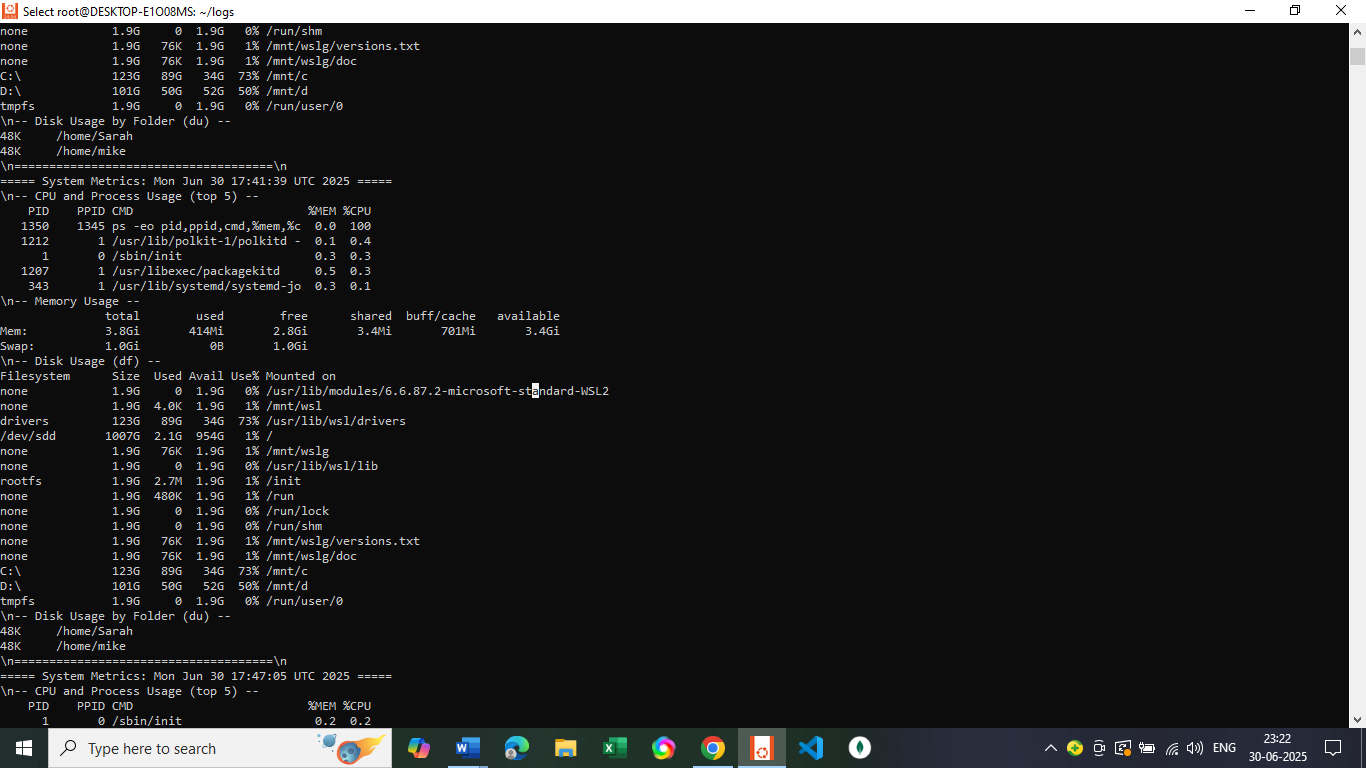 Select root@DESKTOP-E1O08MS: ~/logs
none            1.9G     0  1.9G   0% /run/shm
none            1.9G   76K  1.9G   1% /mnt/wslg/versions.txt
none            1.9G   76K  1.9G   1% /mnt/wslg/doc
C:\             123G   89G   34G  73% /mnt/c
D:\             101G   50G   52G  50% /mnt/d
tmpfs           1.9G     0  1.9G   0% /run/user/0
\n-- Disk Usage by Folder (du) --
48K     /home/Sarah
48K     /home/mike
\n=====================================\n
===== System Metrics: Mon Jun 30 17:41:39 UTC 2025 =====
\n-- CPU and Process Usage (top 5) --
    PID    PPID CMD                         %MEM %CPU
   1350    1345 ps -eo pid,ppid,cmd,%mem,%c  0.0  100
   1212       1 /usr/lib/polkit-1/polkitd -  0.1  0.4
      1       0 /sbin/init                   0.3  0.3
   1207       1 /usr/libexec/packagekitd     0.5  0.3
    343       1 /usr/lib/systemd/systemd-jo  0.3  0.1
\n-- Memory Usage --
               total        used        free      shared  buff/cache   available
Mem:           3.8Gi       414Mi       2.8Gi       3.4Mi       701Mi       3.4Gi
Swap:          1.0Gi          0B       1.0Gi
\n-- Disk Usage (df) --
Filesystem      Size  Used Avail Use% Mounted on
none            1.9G     0  1.9G   0% /usr/lib/modules/6.6.87.2-microsoft-standard-WSL2
none            1.9G  4.0K  1.9G   1% /mnt/wsl
drivers         123G   89G   34G  73% /usr/lib/wsl/drivers
/dev/sdd       1007G  2.1G  954G   1% /
none            1.9G   76K  1.9G   1% /mnt/wslg
none            1.9G     0  1.9G   0% /usr/lib/wsl/lib
rootfs          1.9G  2.7M  1.9G   1% /init
none            1.9G  480K  1.9G   1% /run
none            1.9G     0  1.9G   0% /run/lock
none            1.9G     0  1.9G   0% /run/shm
none            1.9G   76K  1.9G   1% /mnt/wslg/versions.txt
none            1.9G   76K  1.9G   1% /mnt/wslg/doc
C:\             123G   89G   34G  73% /mnt/c
D:\             101G   50G   52G  50% /mnt/d
tmpfs           1.9G     0  1.9G   0% /run/user/0
\n-- Disk Usage by Folder (du) --
48K     /home/Sarah
48K     /home/mike
\n=====================================\n
===== System Metrics: Mon Jun 30 17:47:05 UTC 2025 =====
\n-- CPU and Process Usage (top 5) --
    PID    PPID CMD                         %MEM %CPU
      1       0 /sbin/init                   0.2  0.2
Type here to search
ENG
23:22
30-06-2025